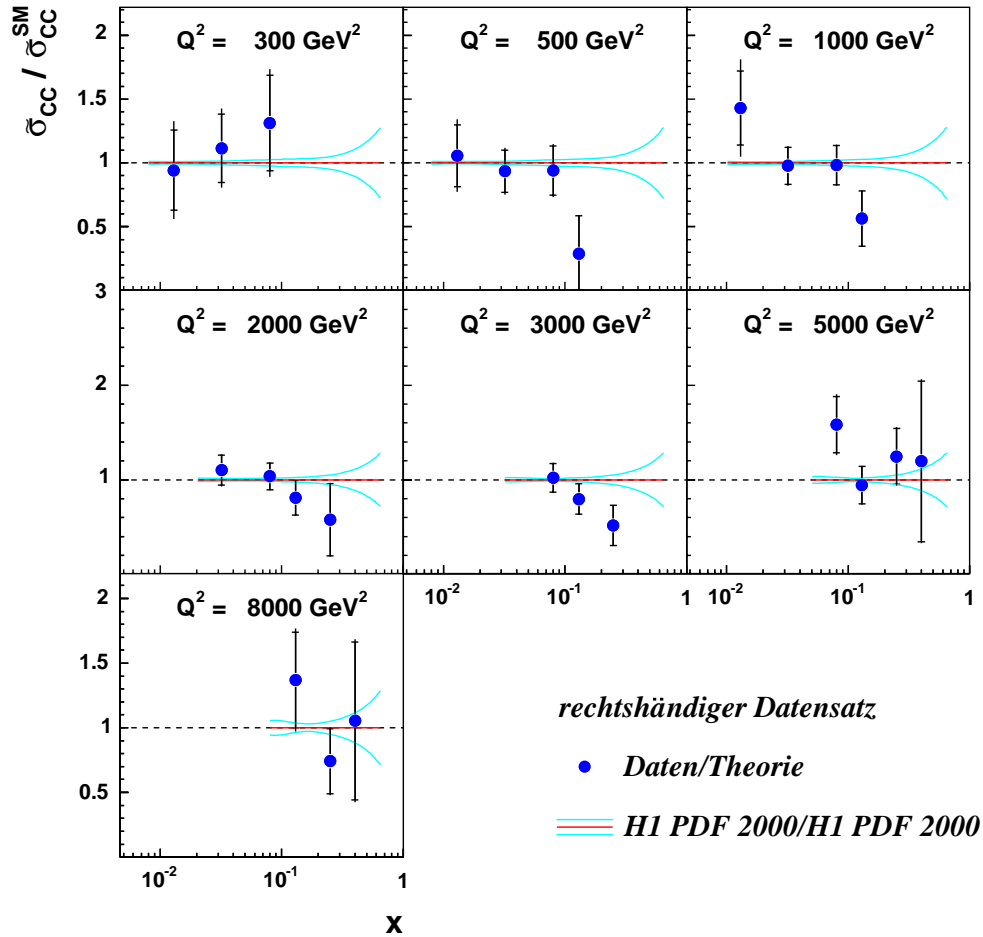 σ̃CC / σ̃CC^SM
Q² = 300 GeV²
Q² = 500 GeV²
Q² = 1000 GeV²
2
1.5
1
0.5
3
Q² = 2000 GeV²
Q² = 3000 GeV²
Q² = 5000 GeV²
2
1
10⁻² 10⁻¹ 1
10⁻² 10⁻¹ 1
Q² = 8000 GeV²
2
1.5
1
0.5
10⁻² 10⁻¹ 1
x
rechtshändiger Datensatz
Daten/Theorie
H1 PDF 2000/H1 PDF 2000